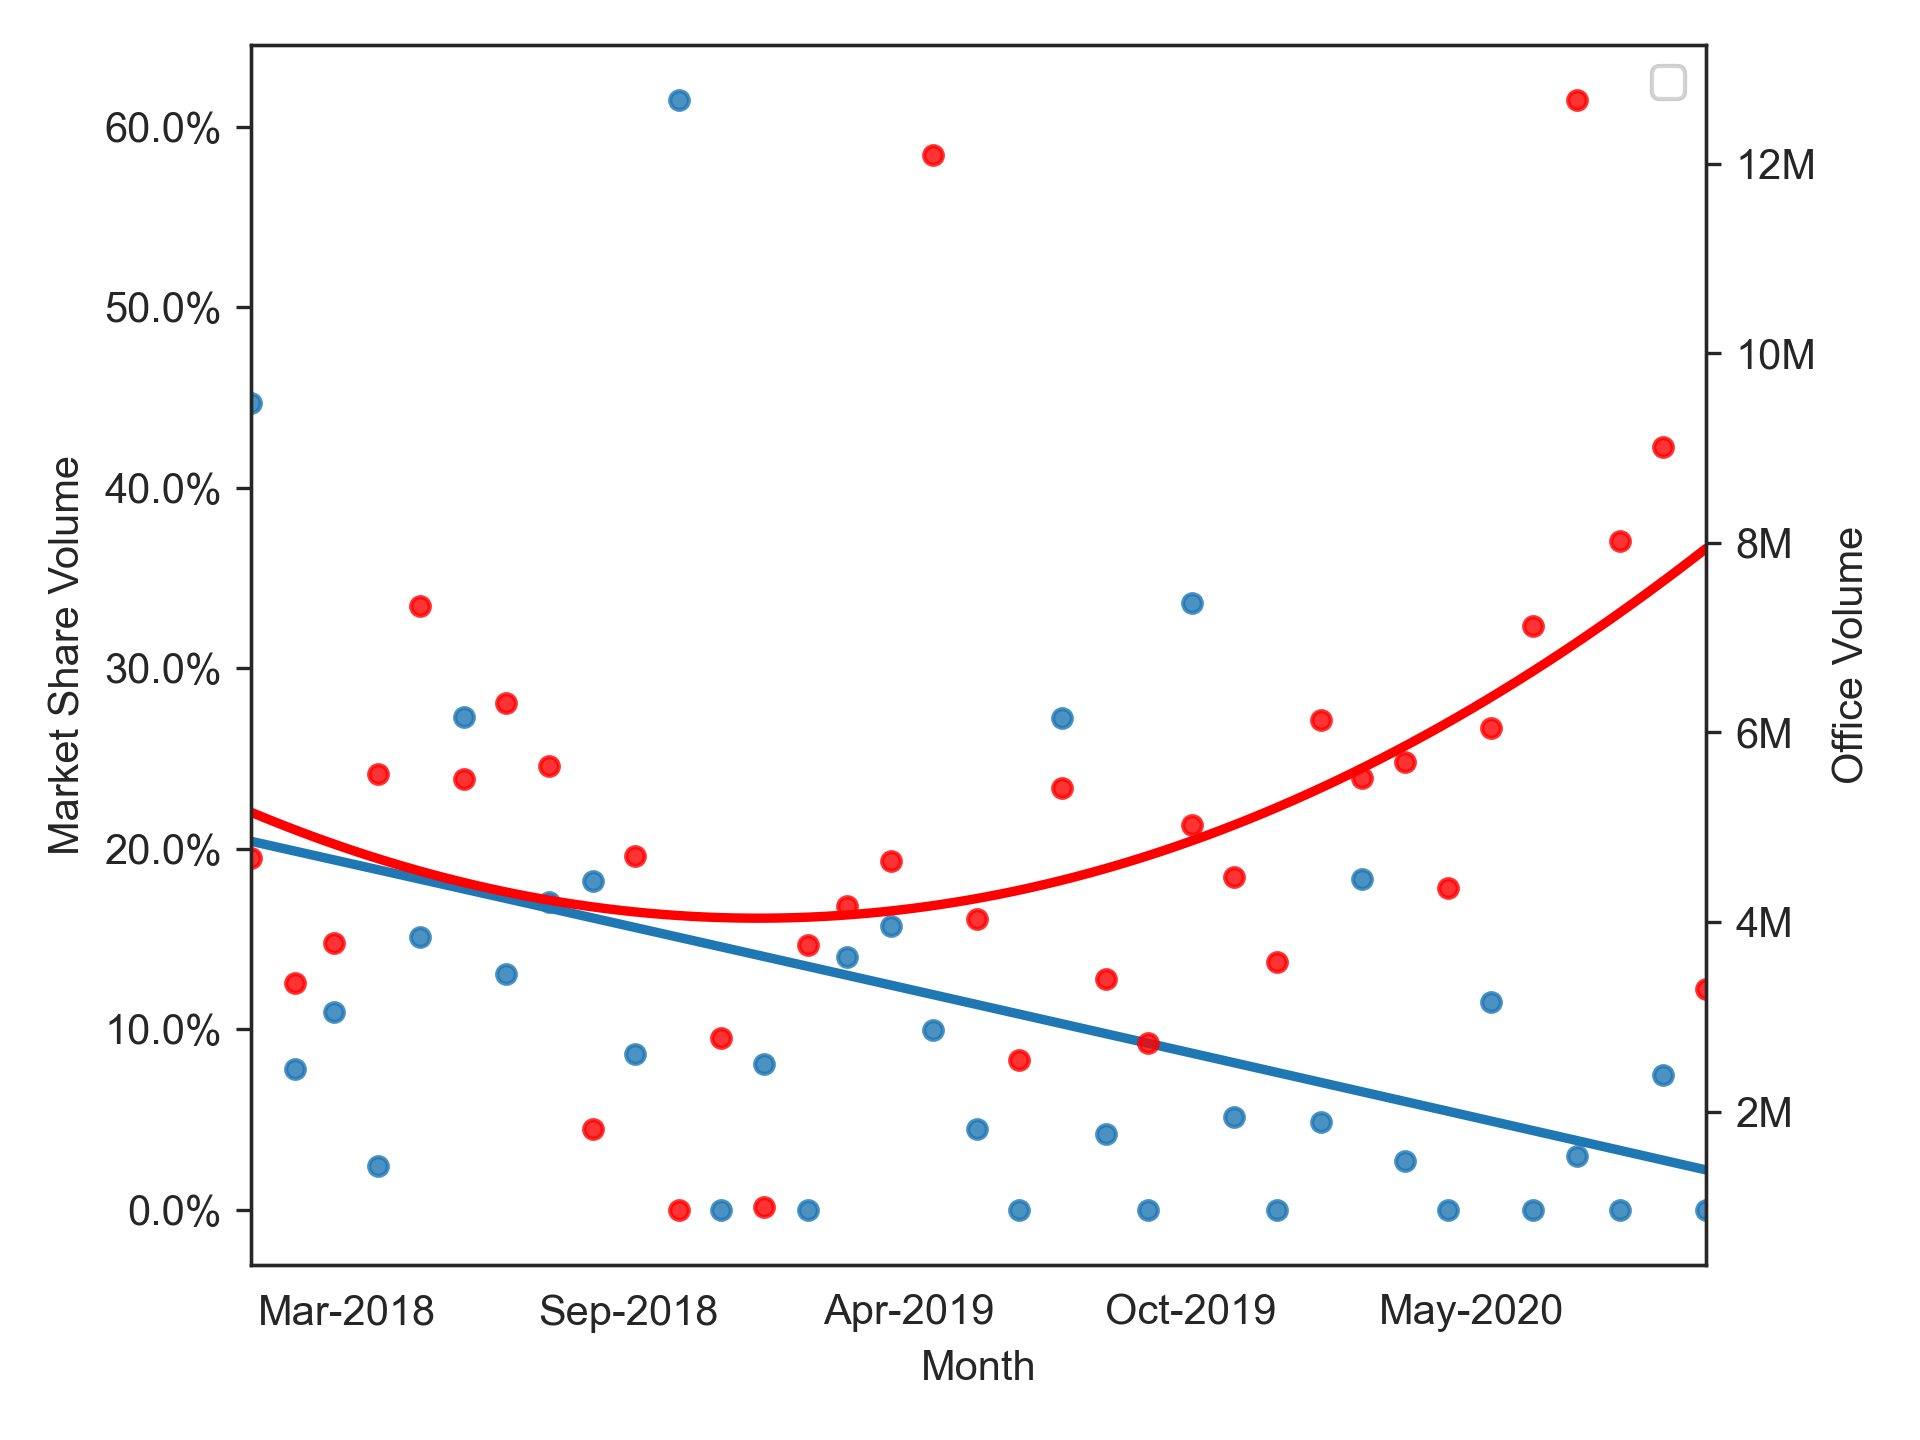 60.0%
50.0%
40.0%
30.0%
20.0%
10.0%
0.0%
Market Share Volume
12M
10M
8M
6M
4M
2M
Office Volume
Mar-2018
Sep-2018
Apr-2019
Oct-2019
May-2020
Month